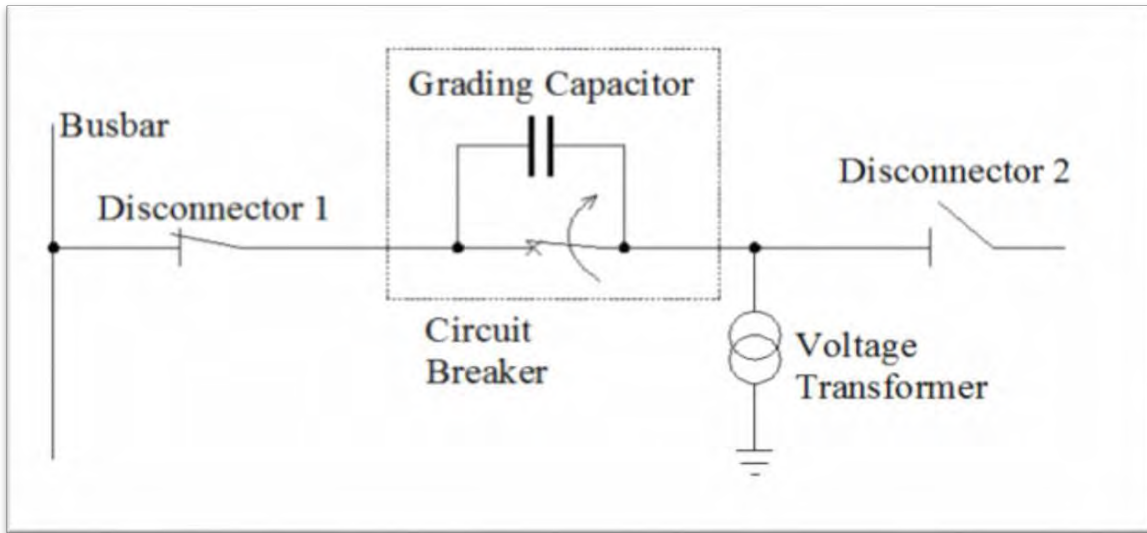 Grading Capacitor
Busbar
Disconnector 1
Disconnector 2
Circuit
Breaker
Voltage
Transformer